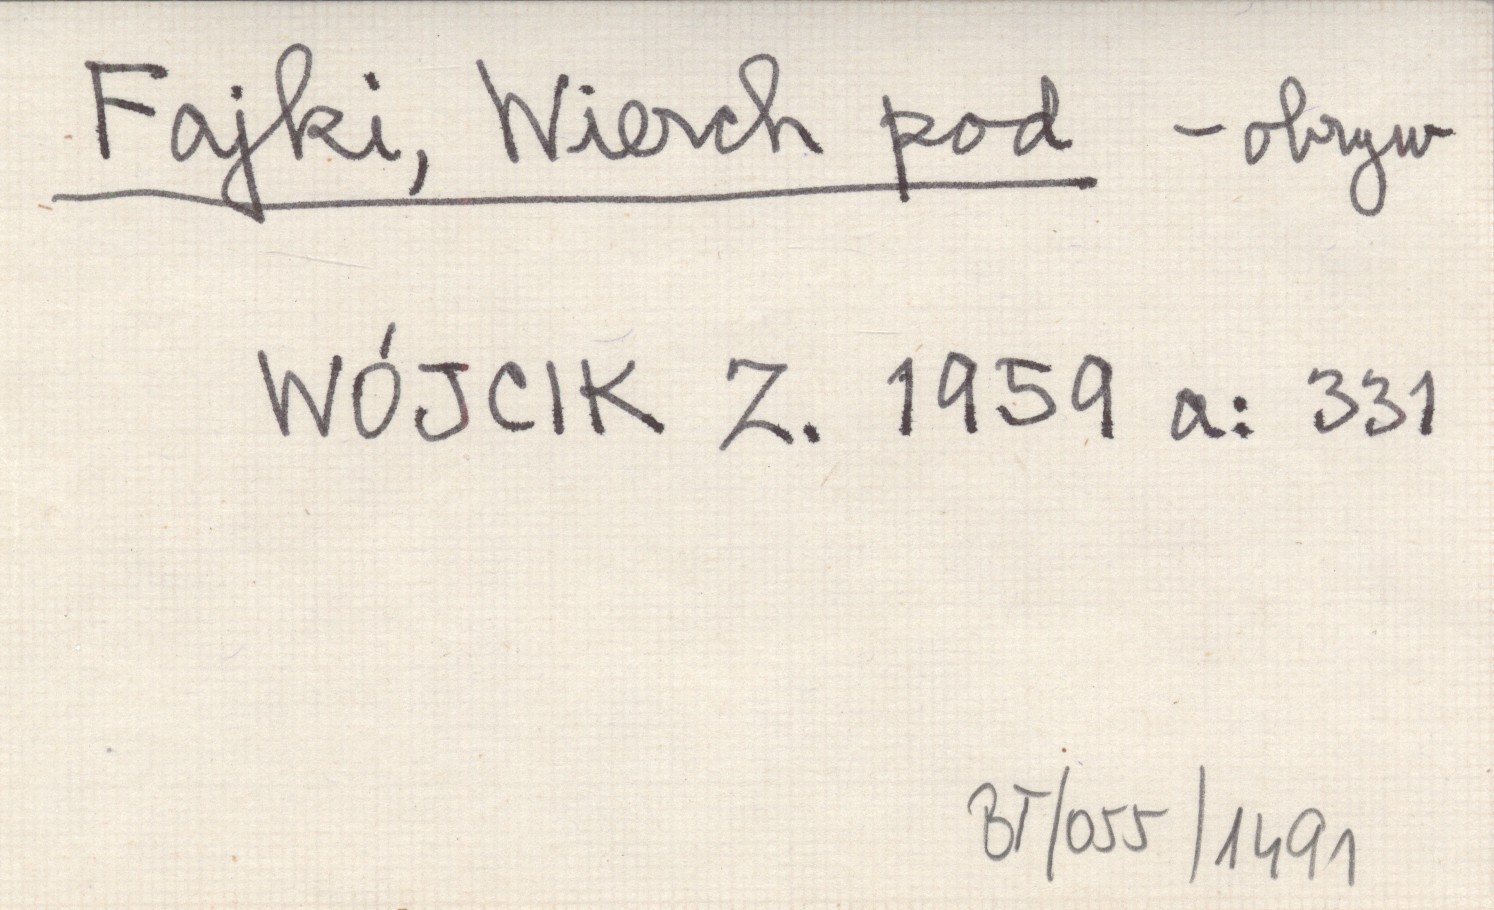 Fajki, Wierch pod - obryw
WÓJCIK Z. 1959 a: 331
BT/055/1491